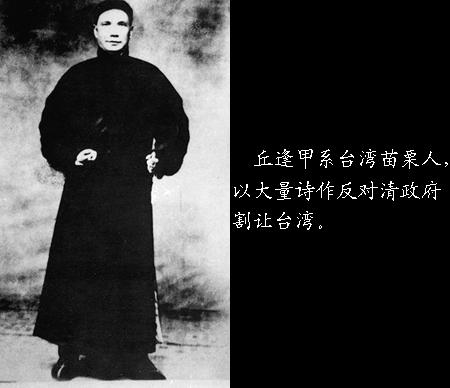 丘逢甲系台湾苗栗人，
以大量诗作反对清政府
割让台湾。